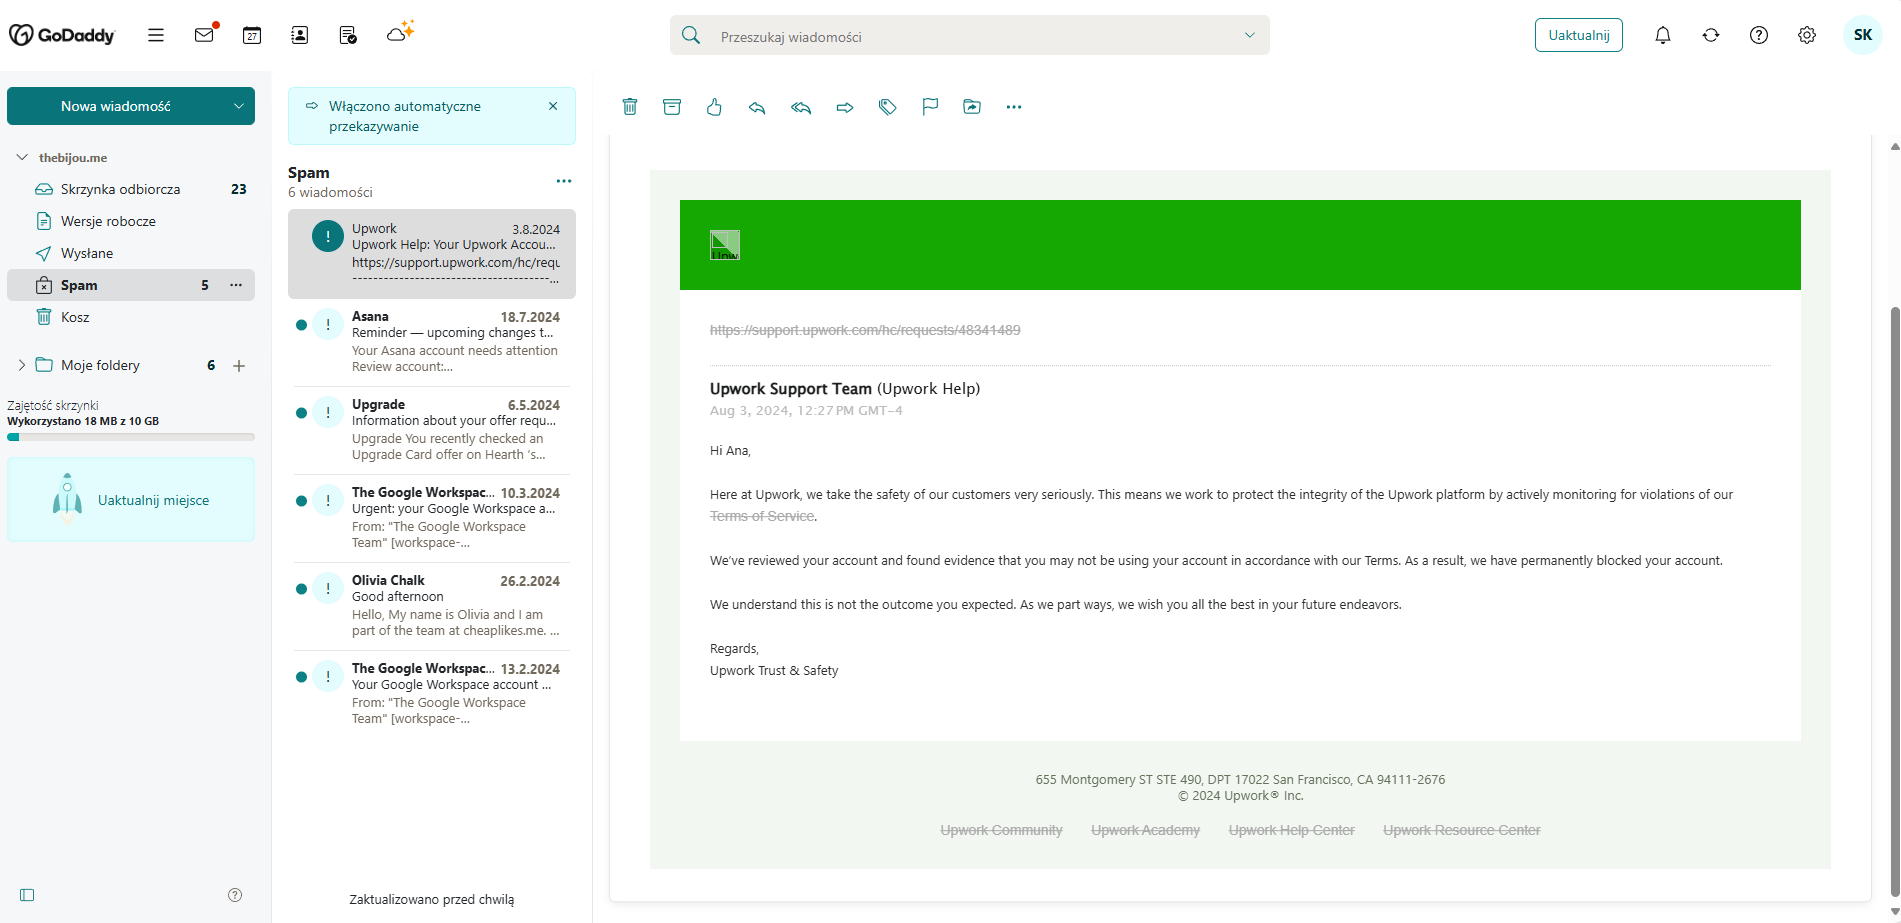 GoDaddy
27
Przeszukaj wiadomości
Uaktualnij
SK
Nowa wiadomość
thebijou.me
Skrzynka odbiorcza 23
Wersje robocze
Wysłane
Spam 5
Kosz
Moje foldery 6
Zajętość skrzynki
Wykorzystano 18 MB z 10 GB
Uaktualnij miejsce
Włączono automatyczne
przekazywanie
Spam
6 wiadomości
Upwork 3.8.2024
Upwork Help: Your Upwork Accou...
https://support.upwork.com/hc/requ
---------------------------------------...
Asana 18.7.2024
Reminder — upcoming changes t...
Your Asana account needs attention
Review account:...
Upgrade 6.5.2024
Information about your offer requ...
Upgrade You recently checked an
Upgrade Card offer on Hearth ‘s...
The Google Workspac... 10.3.2024
Urgent: your Google Workspace a...
From: "The Google Workspace
Team" [workspace-...
Olivia Chalk 26.2.2024
Good afternoon
Hello, My name is Olivia and I am
part of the team at cheaplikes.me. ...
The Google Workspac... 13.2.2024
Your Google Workspace account ...
From: "The Google Workspace
Team" [workspace-...
Zaktualizowano przed chwilą
Upw
https://support.upwork.com/hc/requests/48341489
Upwork Support Team (Upwork Help)
Aug 3, 2024, 12:27 PM GMT-4
Hi Ana,
Here at Upwork, we take the safety of our customers very seriously. This means we work to protect the integrity of the Upwork platform by actively monitoring for violations of our
Terms of Service.
We’ve reviewed your account and found evidence that you may not be using your account in accordance with our Terms. As a result, we have permanently blocked your account.
We understand this is not the outcome you expected. As we part ways, we wish you all the best in your future endeavors.
Regards,
Upwork Trust & Safety
655 Montgomery ST STE 490, DPT 17022 San Francisco, CA 94111-2676
© 2024 Upwork® Inc.
Upwork Community Upwork Academy Upwork Help Center Upwork Resource Center